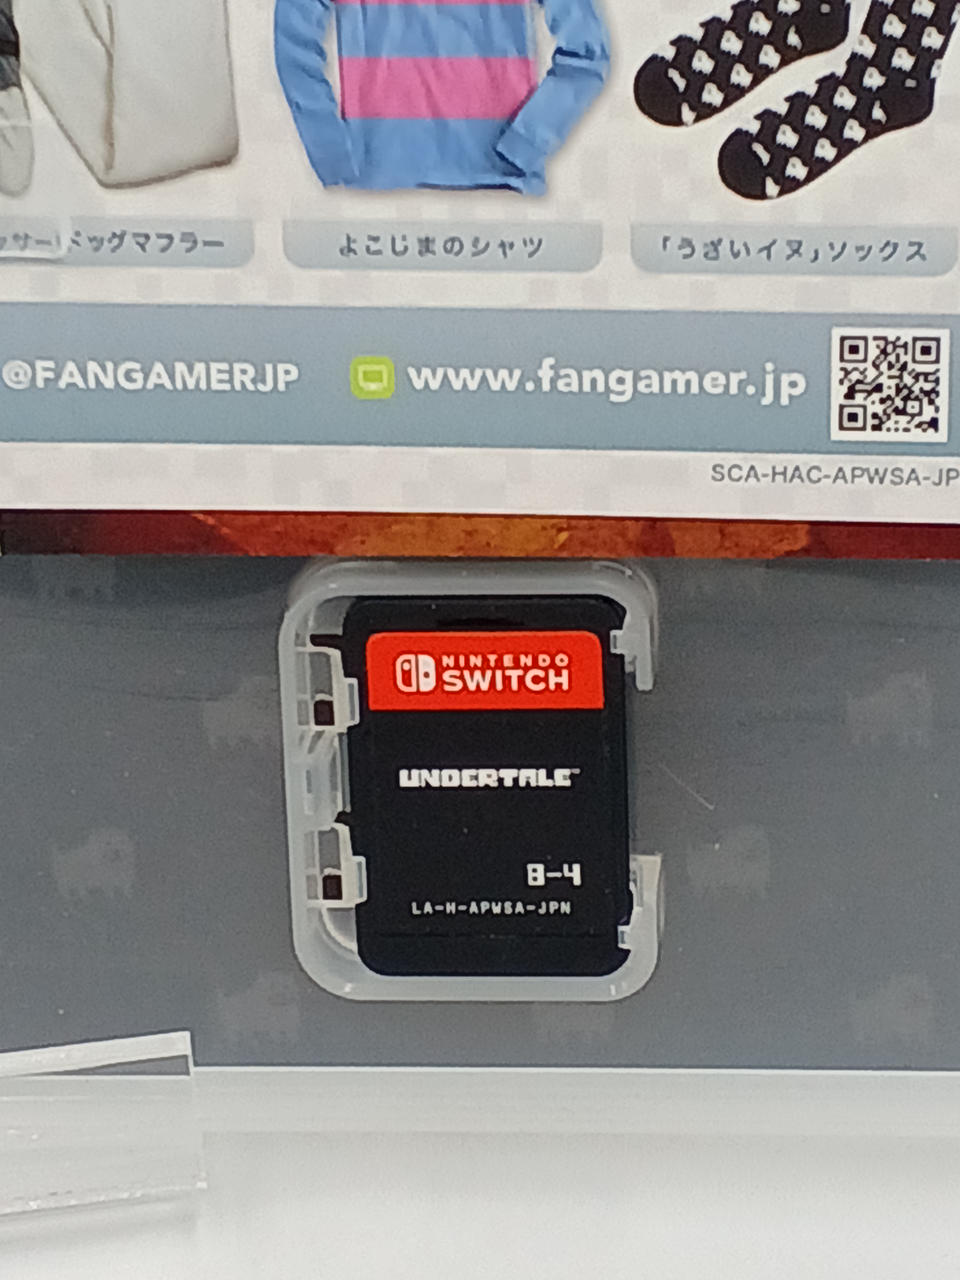 ドッグマフラー
よこじまのシャツ
「うざいイヌ」ソックス
@FANGAMERJP
www.fangamer.jp
SCA-HAC-APWSA-JP
NINTENDO
SWITCH
UNDERTALE™
8-4
LA-H-APWSA-JPN